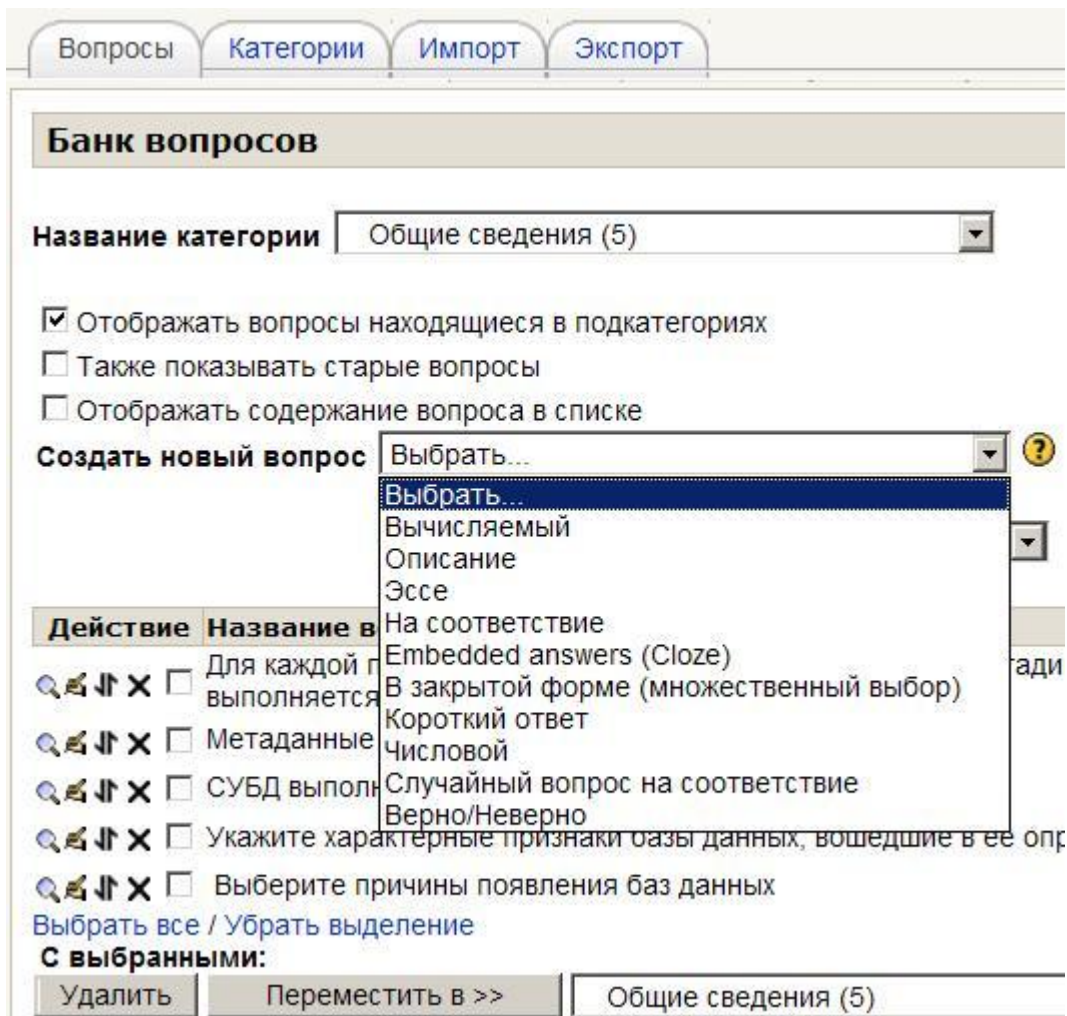 Вопросы Категории Импорт Экспорт
Банк вопросов
Название категории Общие сведения (5)
Отображать вопросы находящиеся в подкатегориях
Также показывать старые вопросы
Отображать содержание вопроса в списке
Создать новый вопрос Выбрать...
Выбрать...
Вычисляемый
Описание
Эссе
На соответствие
Embedded answers (Cloze)
В закрытой форме (множественный выбор)
Короткий ответ
Числовой
Случайный вопрос на соответствие
Верно/Неверно
Действие Название
Для каждой
выполняется
Метаданные
СУБД
Укажите характерные признаки базы данных, вошедшие в ее
Выберите причины появления баз данных
Выбрать все / Убрать выделение
С выбранными:
Удалить Переместить в >> Общие сведения (5)